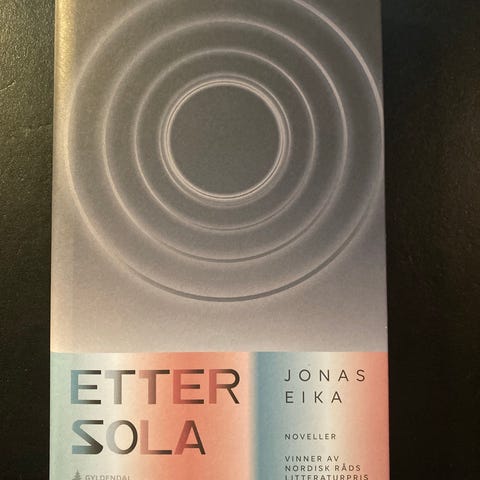 ETTER
SOLA
GYLDENDAL
JONAS
EIKA
NOVELLER
VINNER AV
NORDISK RÅDS
LITTERATURPRIS